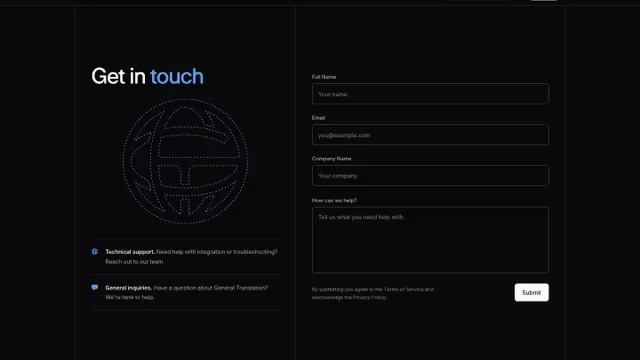 Get in touch
Technical support. Need help with integration or troubleshooting?
Reach out to our team.
General inquiries. Have a question about General Translation?
We're here to help.
Full Name
Your name
Email
you@example.com
Company Name
Your company
How can we help?
Tell us what you need help with.
By submitting you agree to the Terms of Service and
acknowledge the Privacy Policy.
Submit